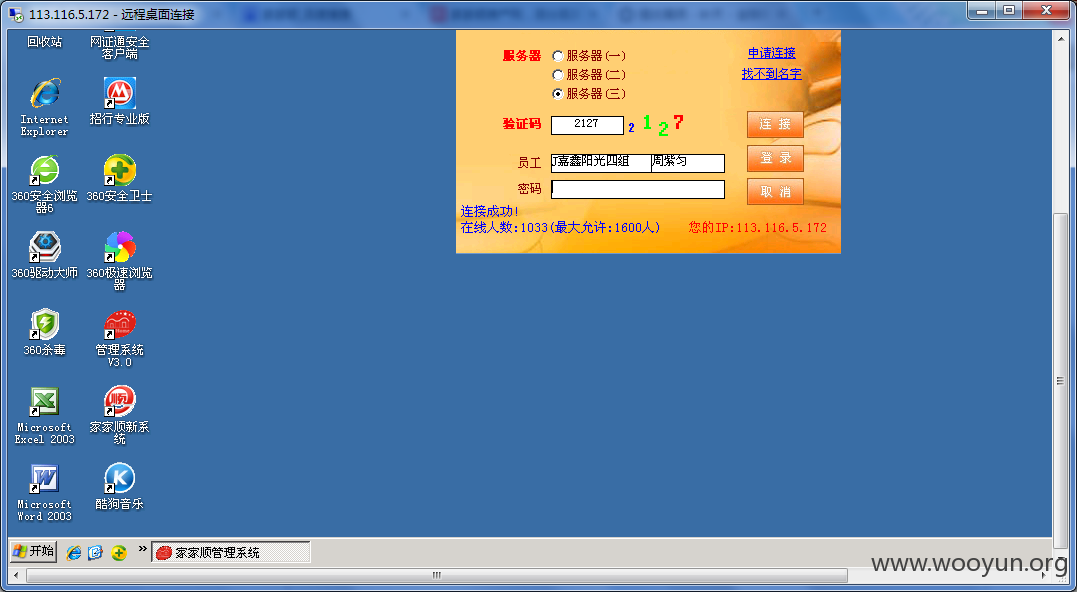 113.116.5.172 - 远程桌面连接
回收站
网证通安全
客户端
Internet
Explorer
招行专业版
360安全浏览
器6
360安全卫士
360驱动大师
360极速浏览
器
360杀毒
管理系统
V3.0
Microsoft
Excel 2003
家家顺新系
统
Microsoft
Word 2003
酷狗音乐
服务器
服务器(一)
服务器(二)
服务器(三)
申请连接
找不到名字
验证码
2127
2 1 2 7
连 接
员工
J嘉鑫阳光四组
周紫匀
登 录
密码
取 消
连接成功!
在线人数:1033(最大允许:1600人)
您的IP:113.116.5.172
开始
家家顺管理系统
www.wooyun.org